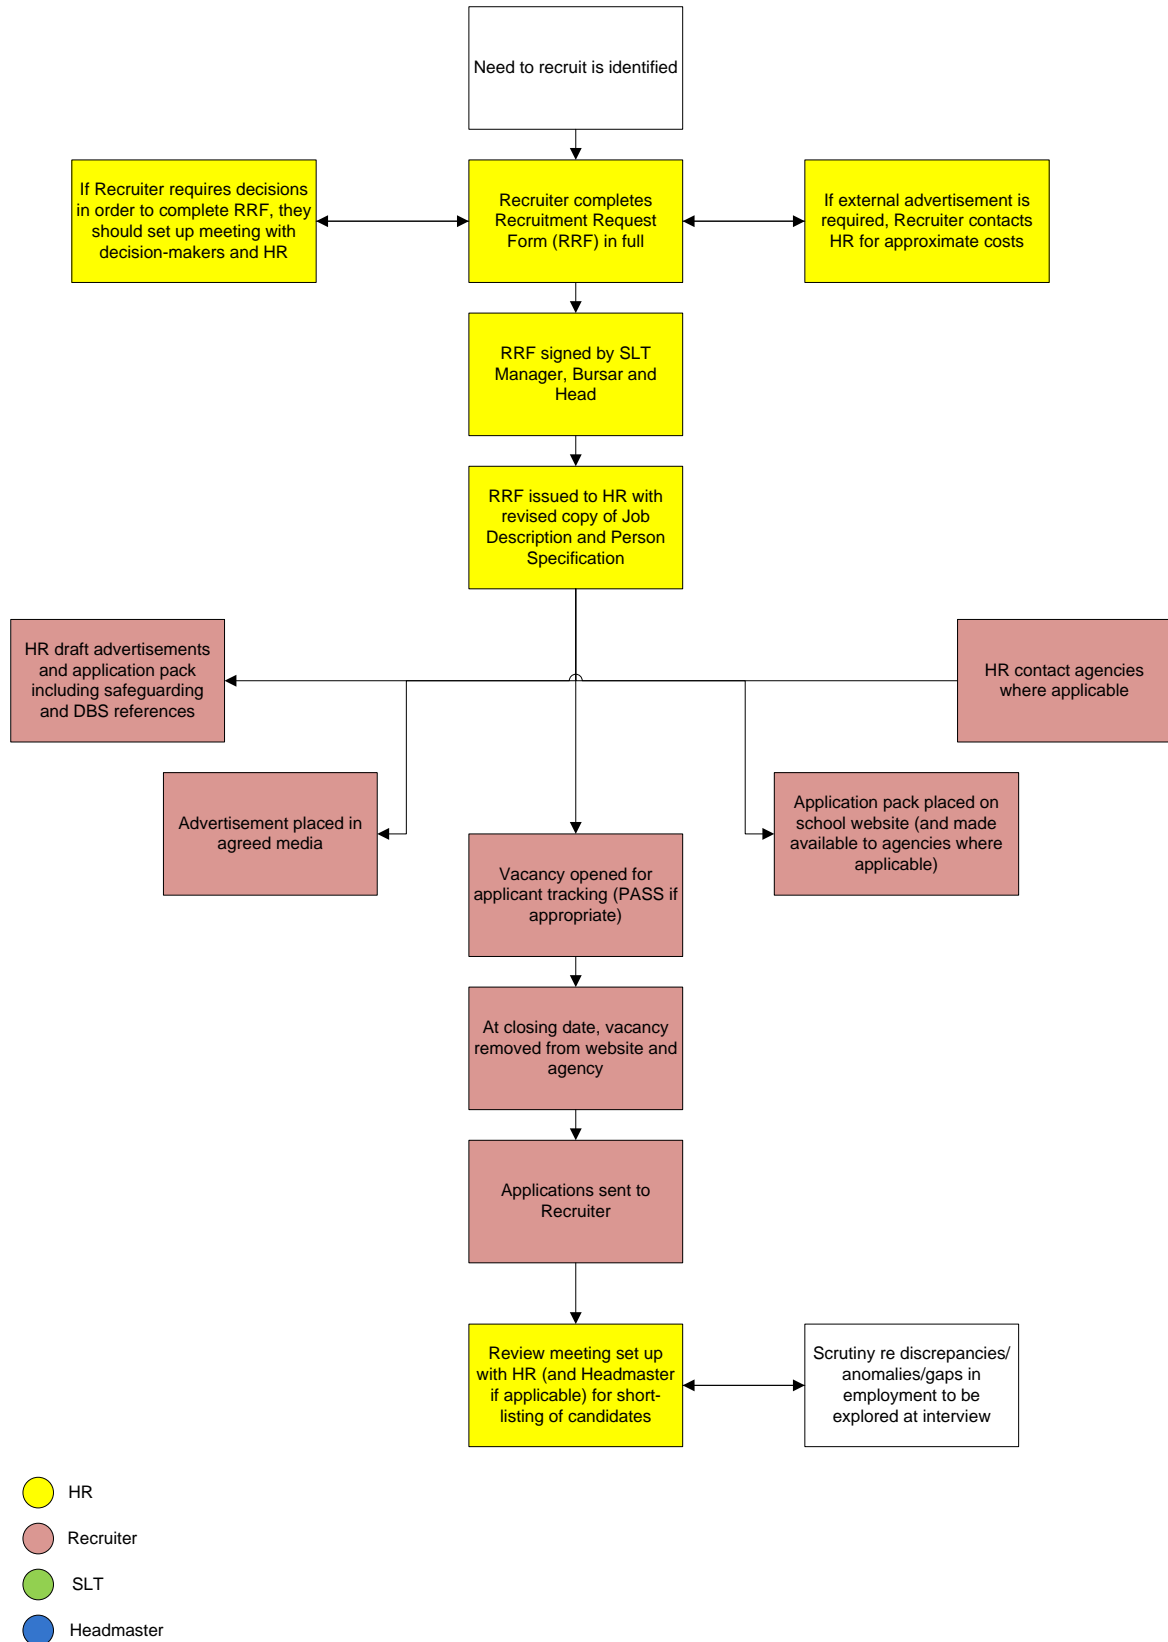 Need to recruit is identified
If Recruiter requires decisions
in order to complete RRF, they
should set up meeting with
decision-makers and HR
Recruiter completes
Recruitment Request
Form (RRF) in full
If external advertisement is
required, Recruiter contacts
HR for approximate costs
RRF signed by SLT
Manager, Bursar and
Head
RRF issued to HR with
revised copy of Job
Description and Person
Specification
HR draft advertisements
and application pack
including safeguarding
and DBS references
HR contact agencies
where applicable
Advertisement placed in
agreed media
Application pack placed on
school website (and made
available to agencies where
applicable)
Vacancy opened for
applicant tracking (PASS if
appropriate)
At closing date, vacancy
removed from website and
agency
Applications sent to
Recruiter
Review meeting set up
with HR (and Headmaster
if applicable) for short-
listing of candidates
Scrutiny re discrepancies/
anomalies/gaps in
employment to be
explored at interview
HR
Recruiter
SLT
Headmaster